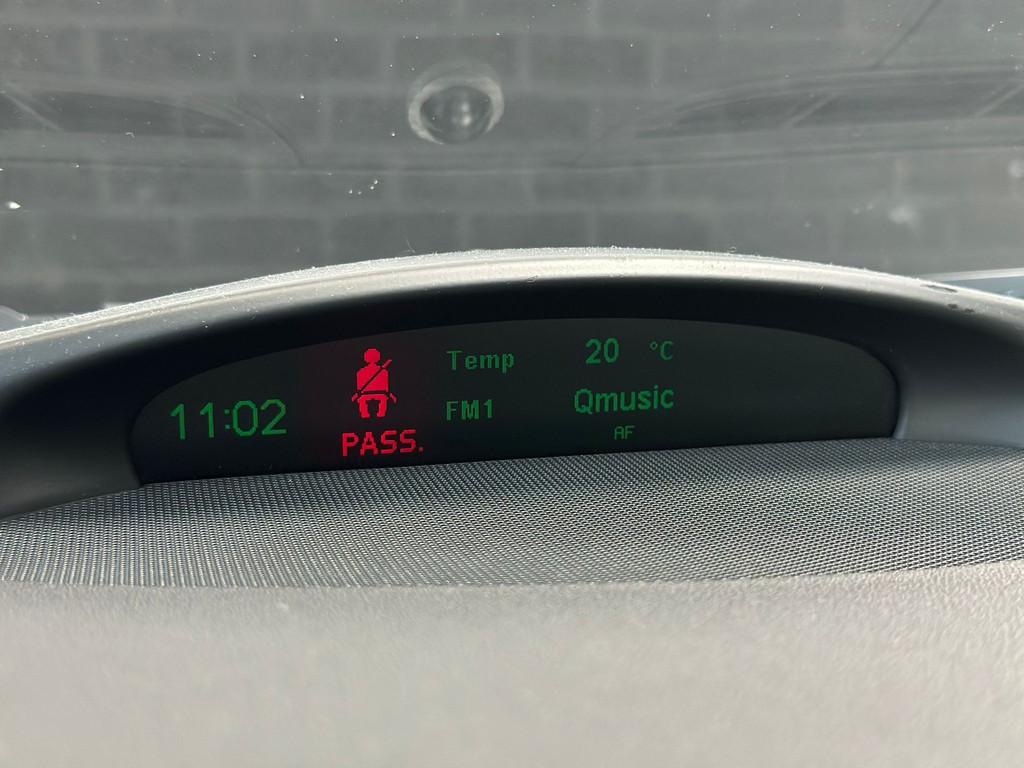 11:02
PASS.
Temp 20 °C
FM1 Qmusic
AF